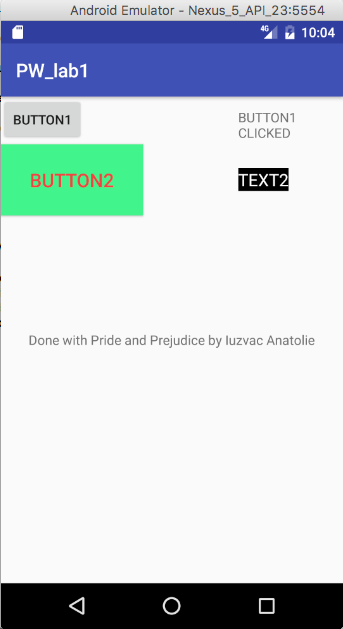 Android Emulator - Nexus_5_API_23:5554
4G 10:04
PW_lab1
BUTTON1
BUTTON1
CLICKED
BUTTON2
TEXT2
Done with Pride and Prejudice by Iuzvac Anatolie